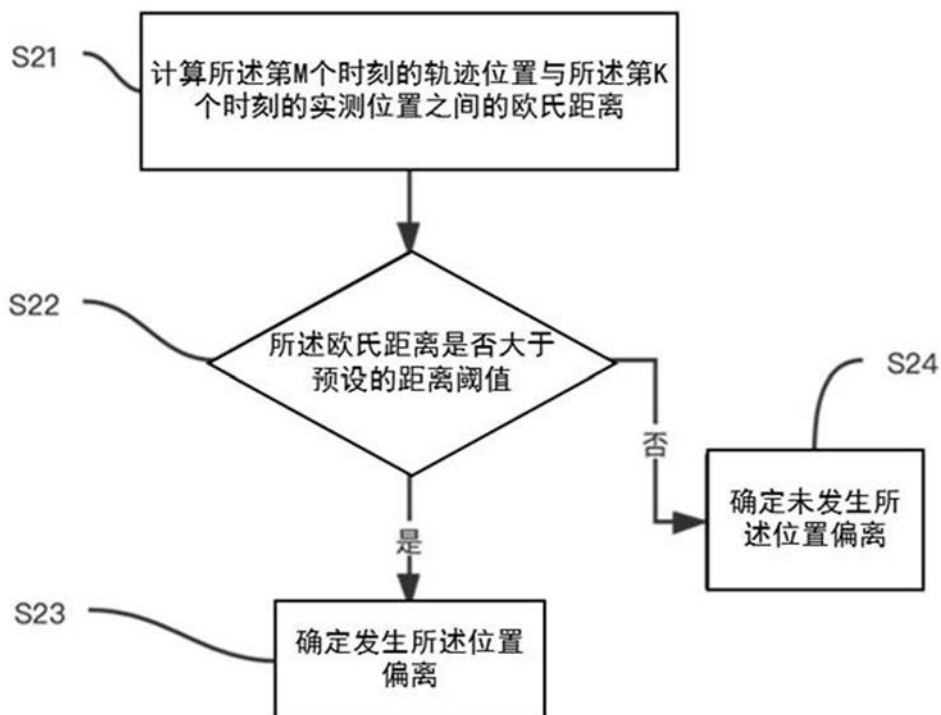 S21
计算所述第M个时刻的轨迹位置与所述第K
个时刻的实测位置之间的欧氏距离
S22
所述欧氏距离是否大于
预设的距离阈值
S24
否
确定未发生所
述位置偏离
是
S23
确定发生所述位置
偏离